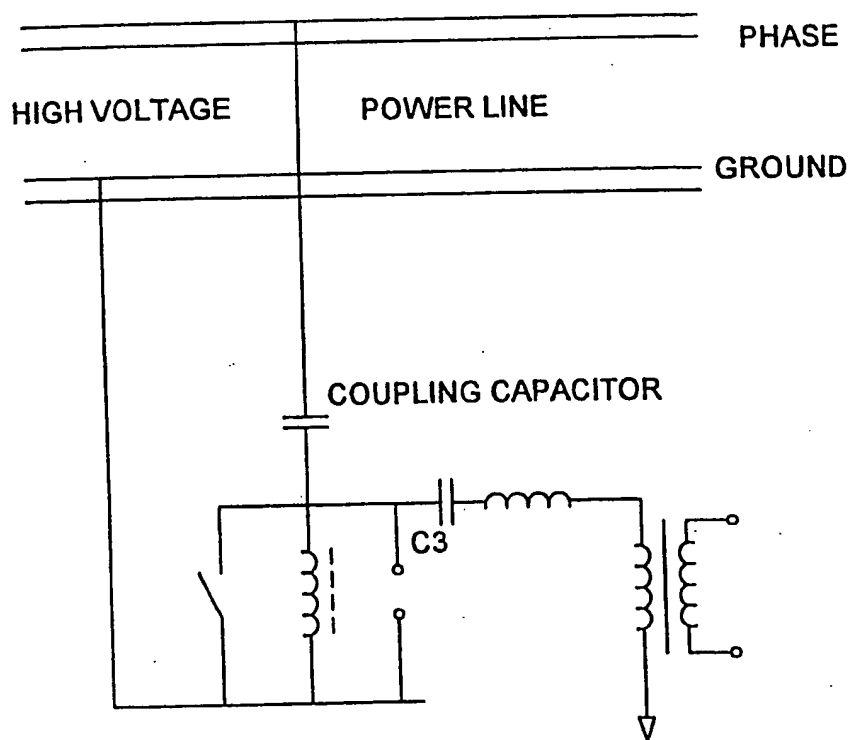 PHASE
HIGH VOLTAGE
POWER LINE
GROUND
COUPLING CAPACITOR
C3